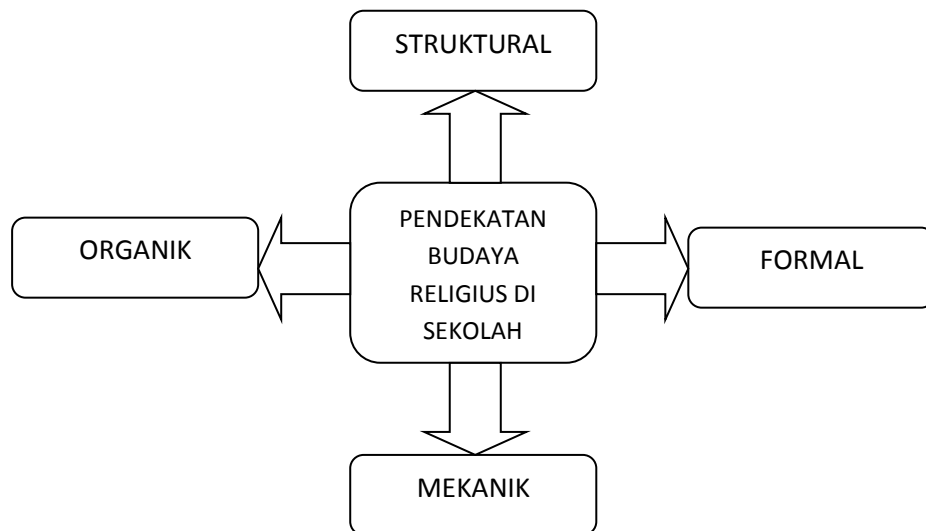 STRUKTURAL
ORGANIK
PENDEKATAN
BUDAYA
RELIGIUS DI
SEKOLAH
FORMAL
MEKANIK